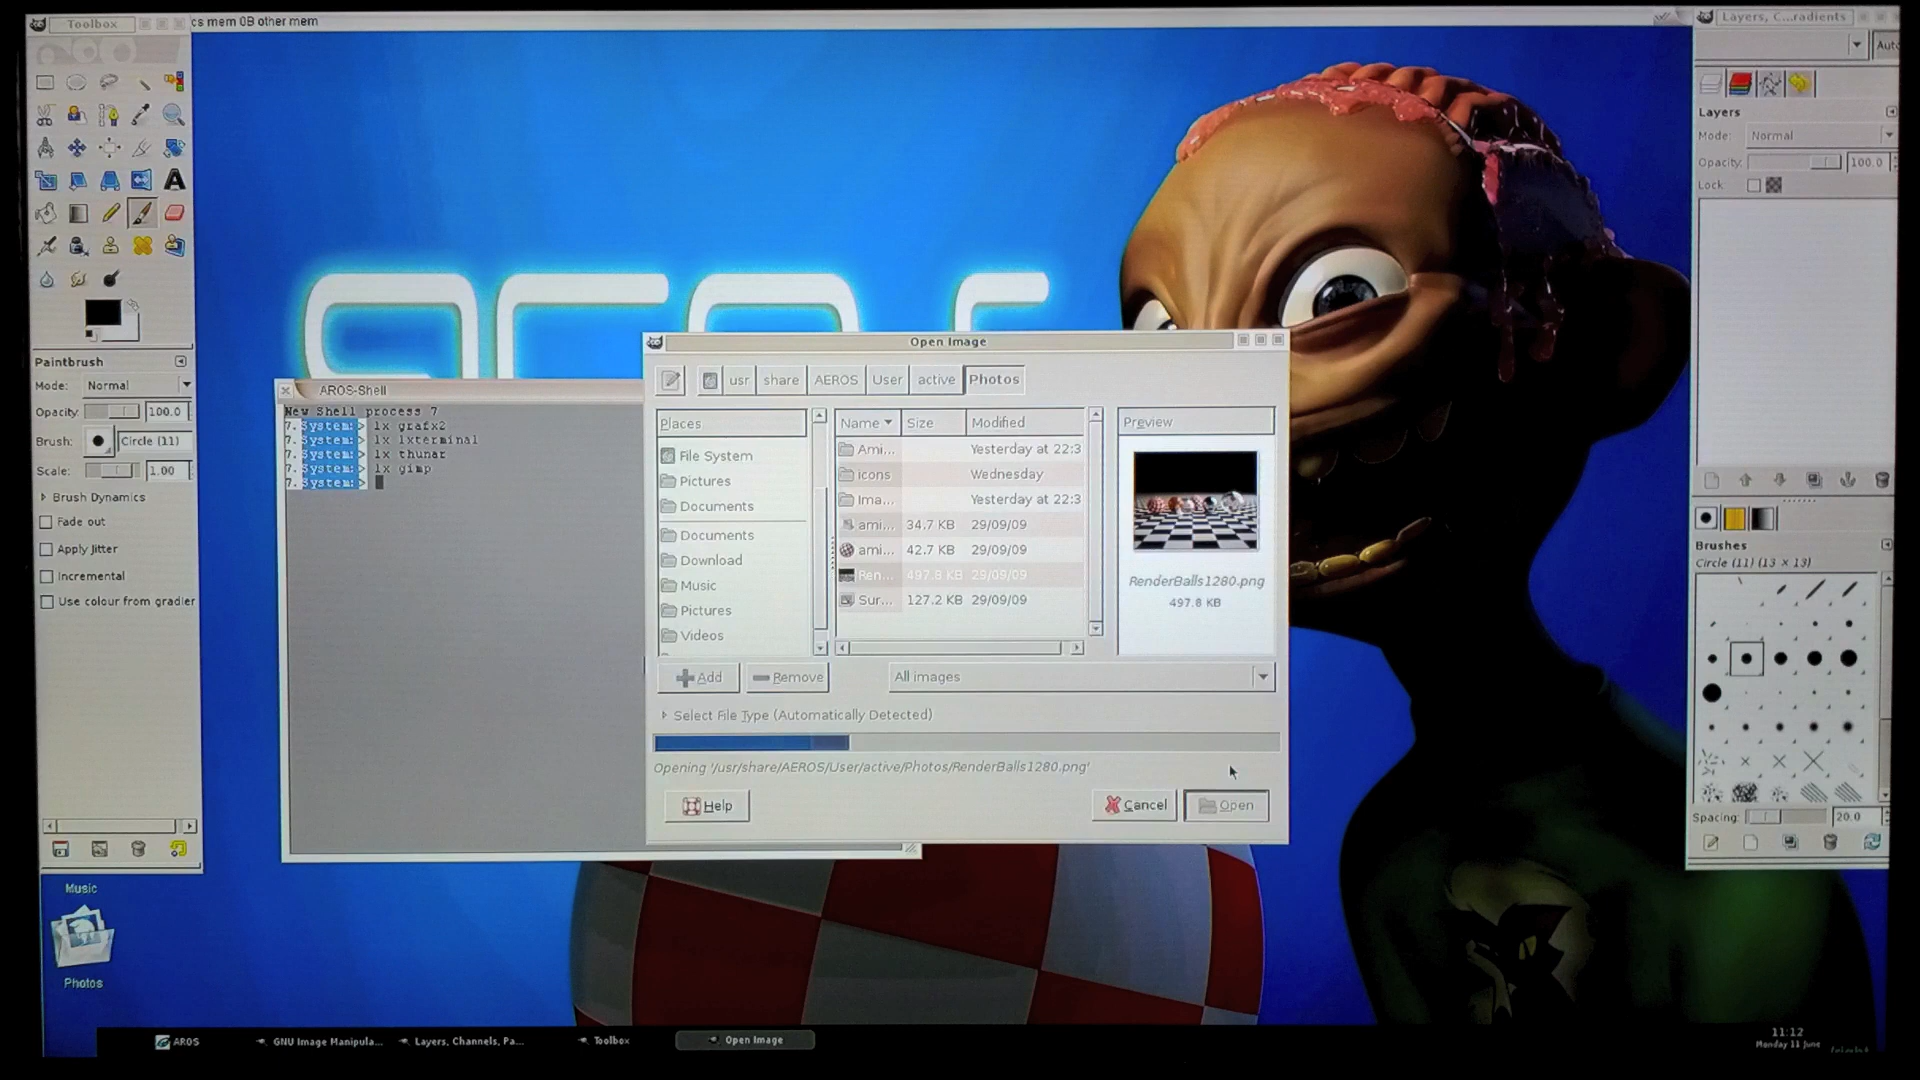 Toolbox
cs mem 0B other mem
Layers, C...radients
Auto
Layers
Mode: Normal
Opacity: 100.0
Lock:
aros
Paintbrush
Mode: Normal
Opacity: 100.0
Brush: Circle (11)
Scale: 1.00
Brush Dynamics
Fade out
Apply Jitter
Incremental
Use colour from gradier
AROS-Shell
New Shell process 7
7.System:> lx grafx2
7.System:> lx lxterminal
7.System:> lx thunar
7.System:> lx gimp
7.System:>
Open Image
usr share AEROS User active Photos
Places
File System
Pictures
Documents
Documents
Download
Music
Pictures
Videos
Name Size Modified
Ami... Yesterday at 22:3
icons Wednesday
Ima... Yesterday at 22:3
ami... 34.7 KB 29/09/09
ami... 42.7 KB 29/09/09
Ren... 497.8 KB 29/09/09
Sur... 127.2 KB 29/09/09
Preview
RenderBalls1280.png
497.8 KB
Add Remove All images
Select File Type (Automatically Detected)
Opening '/usr/share/AEROS/User/active/Photos/RenderBalls1280.png'
Help Cancel Open
Brushes
Circle (11) (13 × 13)
Spacing: 20.0
Music
Photos
AROS GNU Image Manipula... Layers, Channels, Pa... Toolbox Open Image
11:12
Monday 11 June